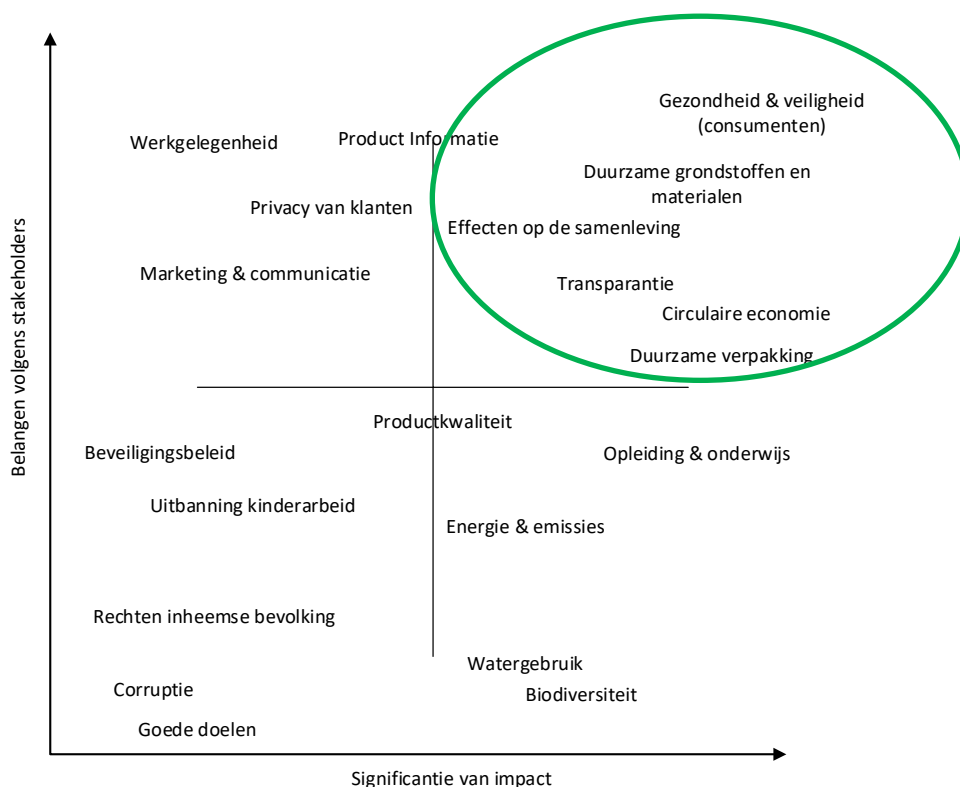 Gezondheid & veiligheid
(consumenten)
Werkgelegenheid
Product Informatie
Duurzame grondstoffen en
materialen
Privacy van klanten
Effecten op de samenleving
Marketing & communicatie
Transparantie
Circulaire economie
Duurzame verpakking
Belangen volgens stakeholders
Productkwaliteit
Beveiligingsbeleid
Opleiding & onderwijs
Uitbanning kinderarbeid
Energie & emissies
Rechten inheemse bevolking
Watergebruik
Corruptie
Biodiversiteit
Goede doelen
Significantie van impact